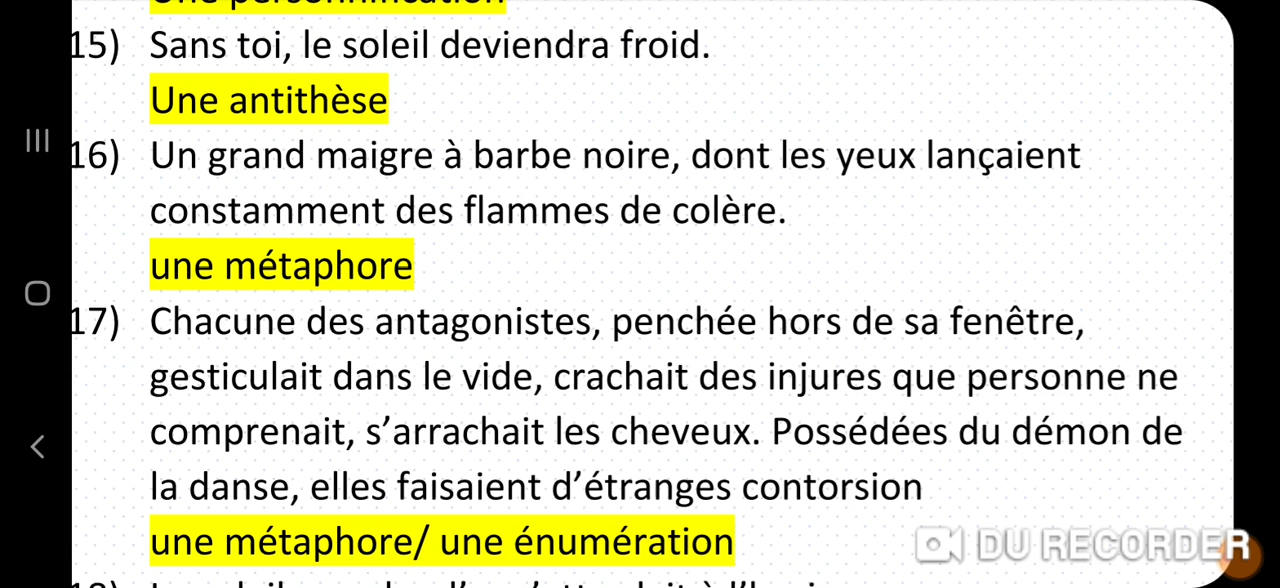 Une personnification
15) Sans toi, le soleil deviendra froid.
Une antithèse
16) Un grand maigre à barbe noire, dont les yeux lançaient
constamment des flammes de colère.
une métaphore
17) Chacune des antagonistes, penchée hors de sa fenêtre,
gesticulait dans le vide, crachait des injures que personne ne
comprenait, s’arrachait les cheveux. Possédées du démon de
la danse, elles faisaient d’étranges contorsion
une métaphore/ une énumération
DU RECORDER